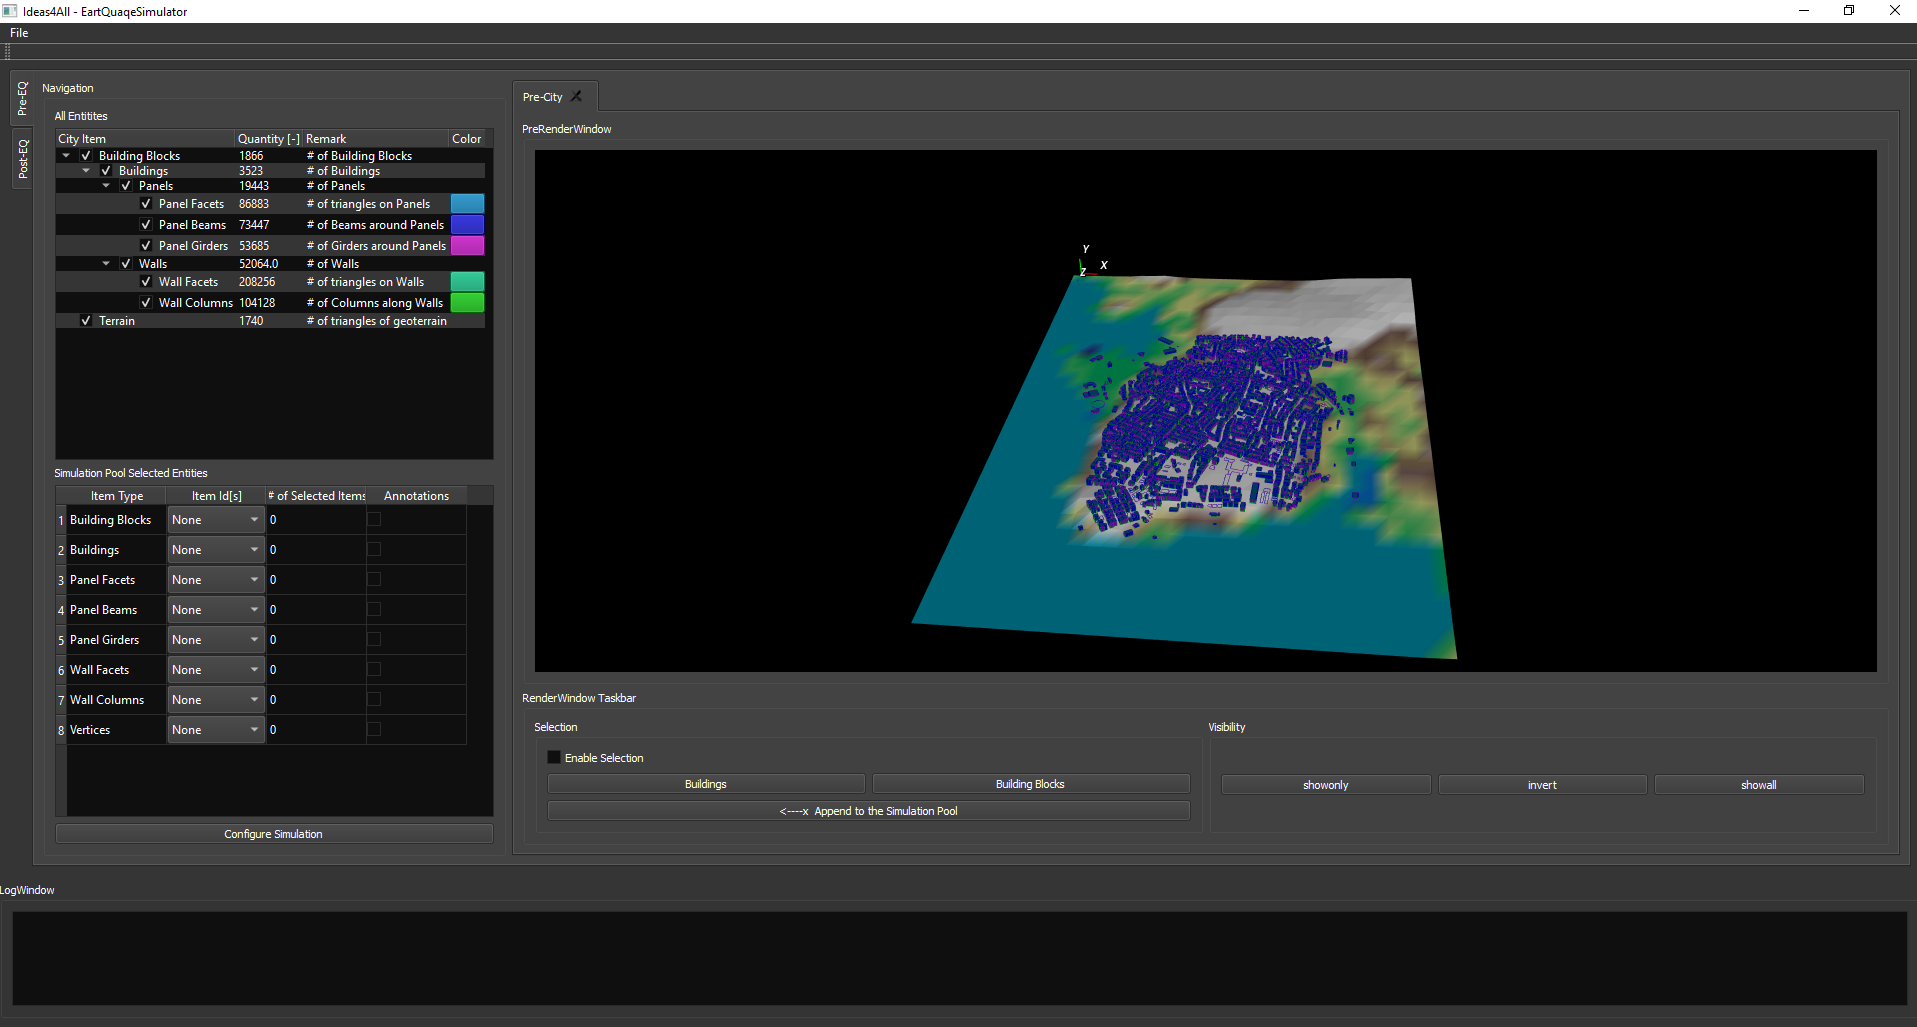 Ideas4All - EartQuaqeSimulator
File
Pre-EQ
Post-EQ
Navigation
All Entitites
City Item Quantity [-] Remark Color
Building Blocks 1866 # of Building Blocks
Buildings 3523 # of Buildings
Panels 19443 # of Panels
Panel Facets 86883 # of triangles on Panels
Panel Beams 73447 # of Beams around Panels
Panel Girders 53685 # of Girders around Panels
Walls 52064.0 # of Walls
Wall Facets 208256 # of triangles on Walls
Wall Columns 104128 # of Columns along Walls
Terrain 1740 # of triangles of geoterrain
Simulation Pool Selected Entities
Item Type Item Id[s] # of Selected Items Annotations
1 Building Blocks None 0
2 Buildings None 0
3 Panel Facets None 0
4 Panel Beams None 0
5 Panel Girders None 0
6 Wall Facets None 0
7 Wall Columns None 0
8 Vertices None 0
Configure Simulation
Pre-City
PreRenderWindow
Y
X
Z
RenderWindow Taskbar
Selection
Enable Selection
Buildings Building Blocks
<----x Append to the Simulation Pool
Visibility
showonly invert showall
LogWindow